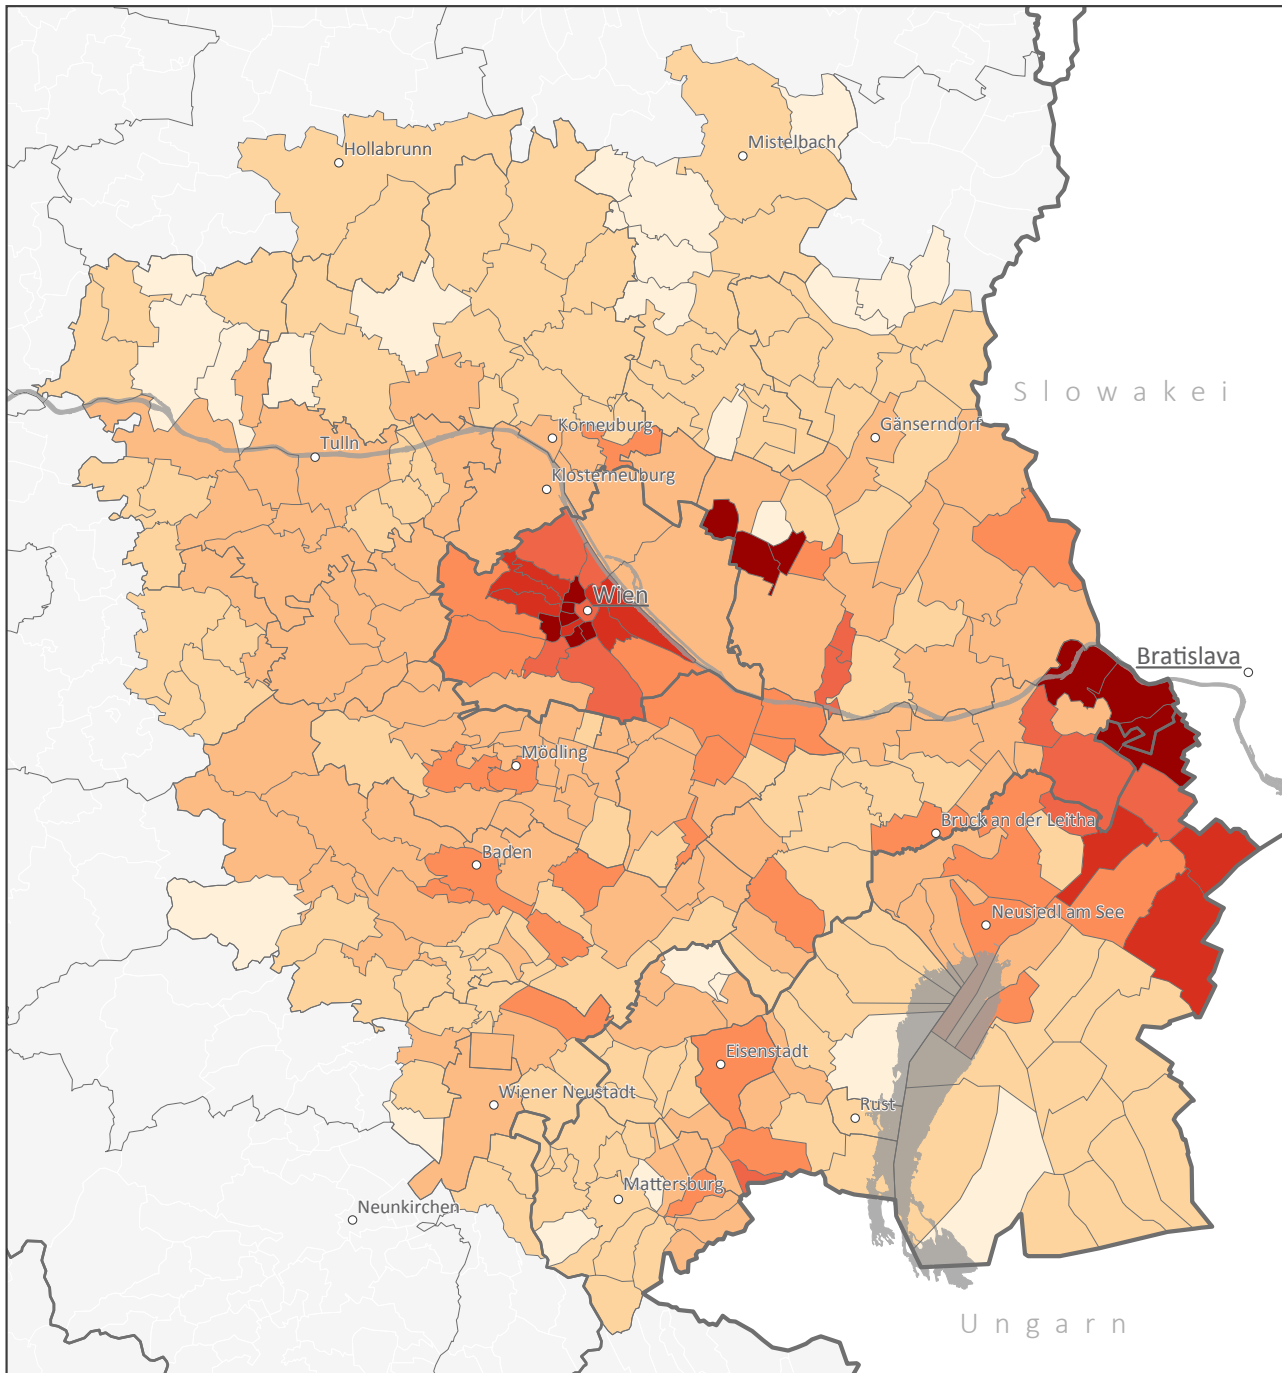 Mistelbach
Hollabrunn
Slowakei
Gänserndorf
Korneuburg
Tulln
Klosterneuburg
Wien
Bratislava
Mödling
Bruck an der Leitha
Baden
Neusiedl am See
Eisenstadt
Wiener Neustadt
Rust
Mattersburg
Neunkirchen
Ungarn